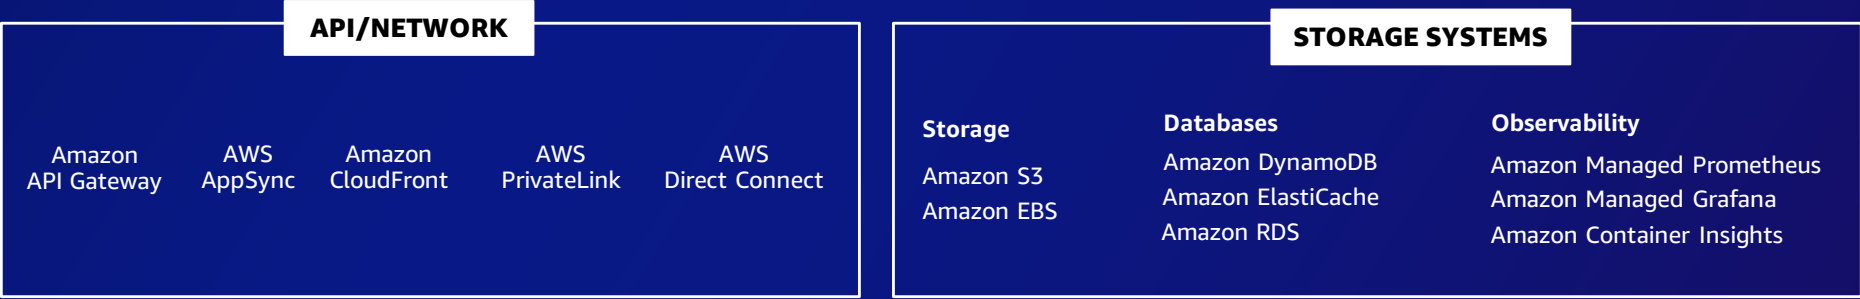 API/NETWORK
Amazon
API Gateway
AWS
AppSync
Amazon
CloudFront
AWS
PrivateLink
AWS
Direct Connect
STORAGE SYSTEMS
Storage
Amazon S3
Amazon EBS
Databases
Amazon DynamoDB
Amazon ElastiCache
Amazon RDS
Observability
Amazon Managed Prometheus
Amazon Managed Grafana
Amazon Container Insights